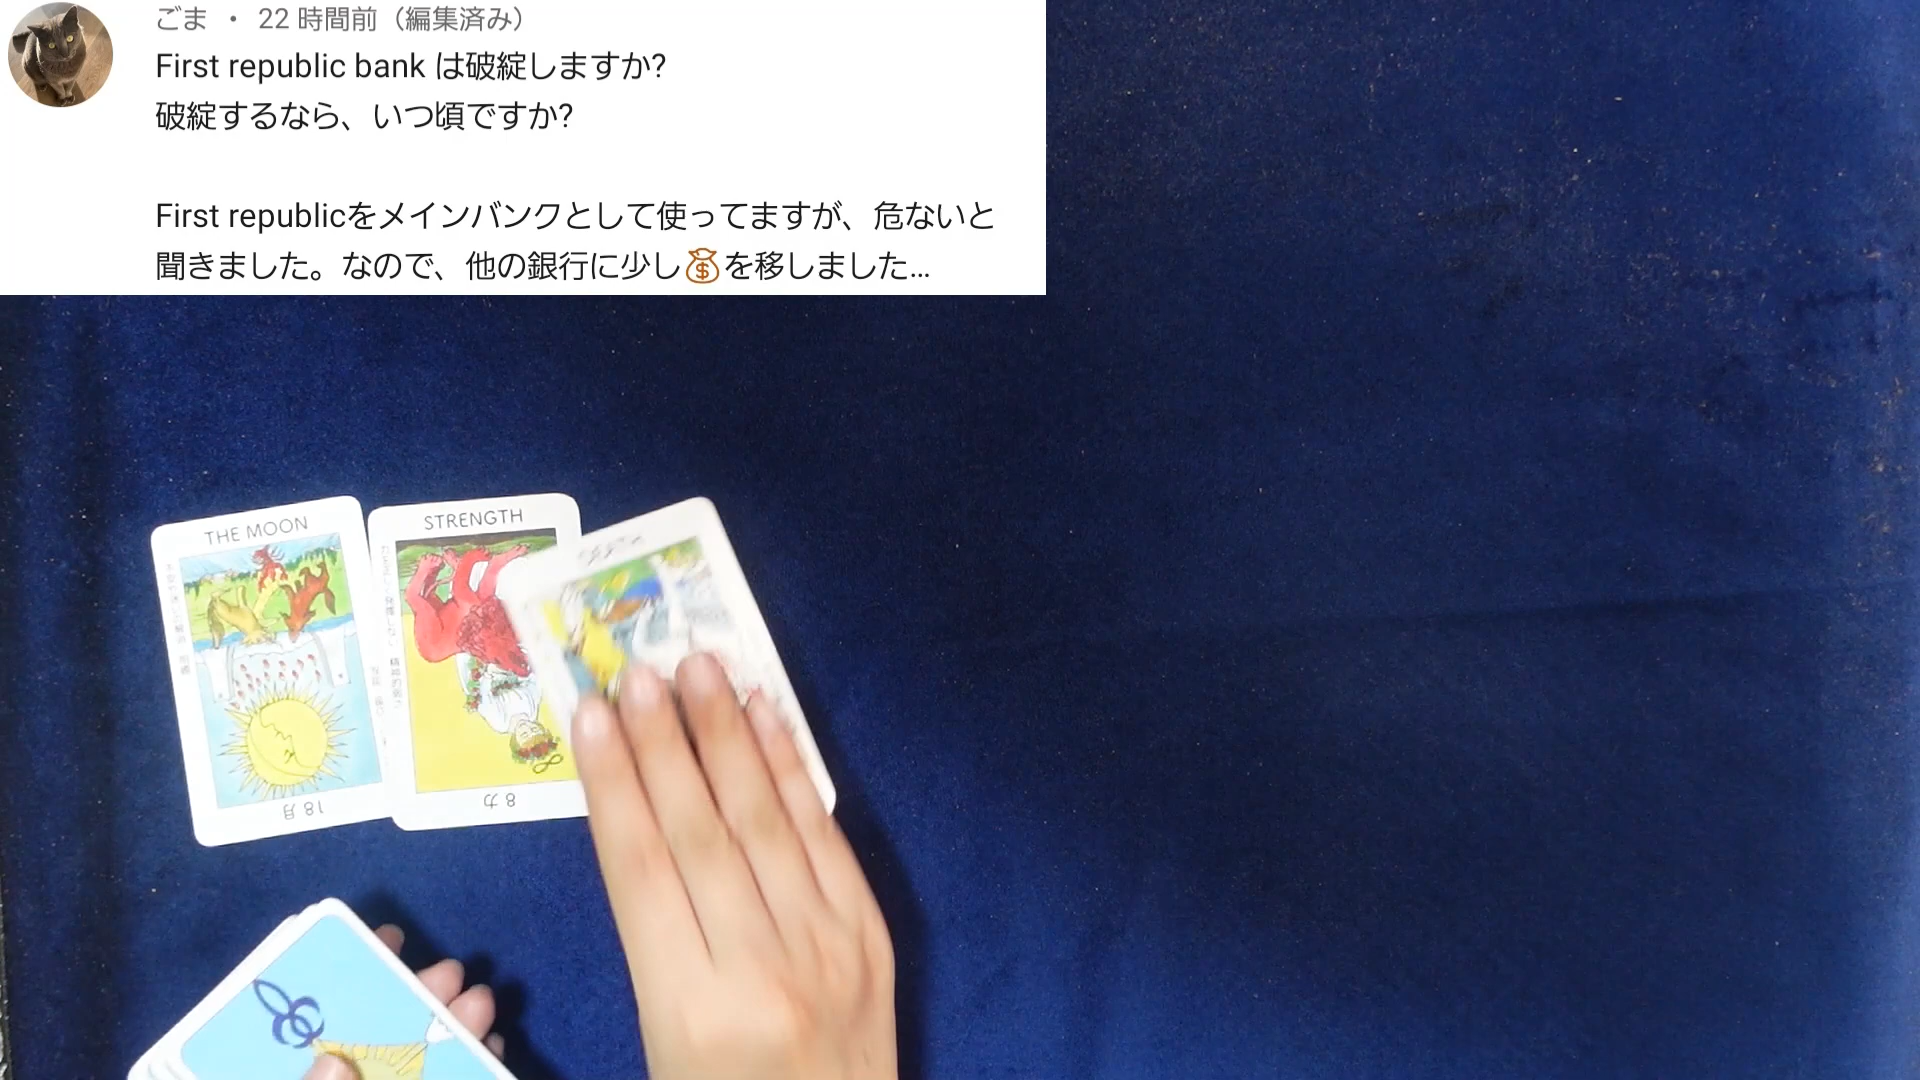 ごま ・ 22 時間前（編集済み）
First republic bank は破綻しますか?
破綻するなら、いつ頃ですか?
First republicをメインバンクとして使ってますが、危ないと
聞きました。なので、他の銀行に少し💰を移しました...
THE MOON
STRENGTH
18 月
8 力